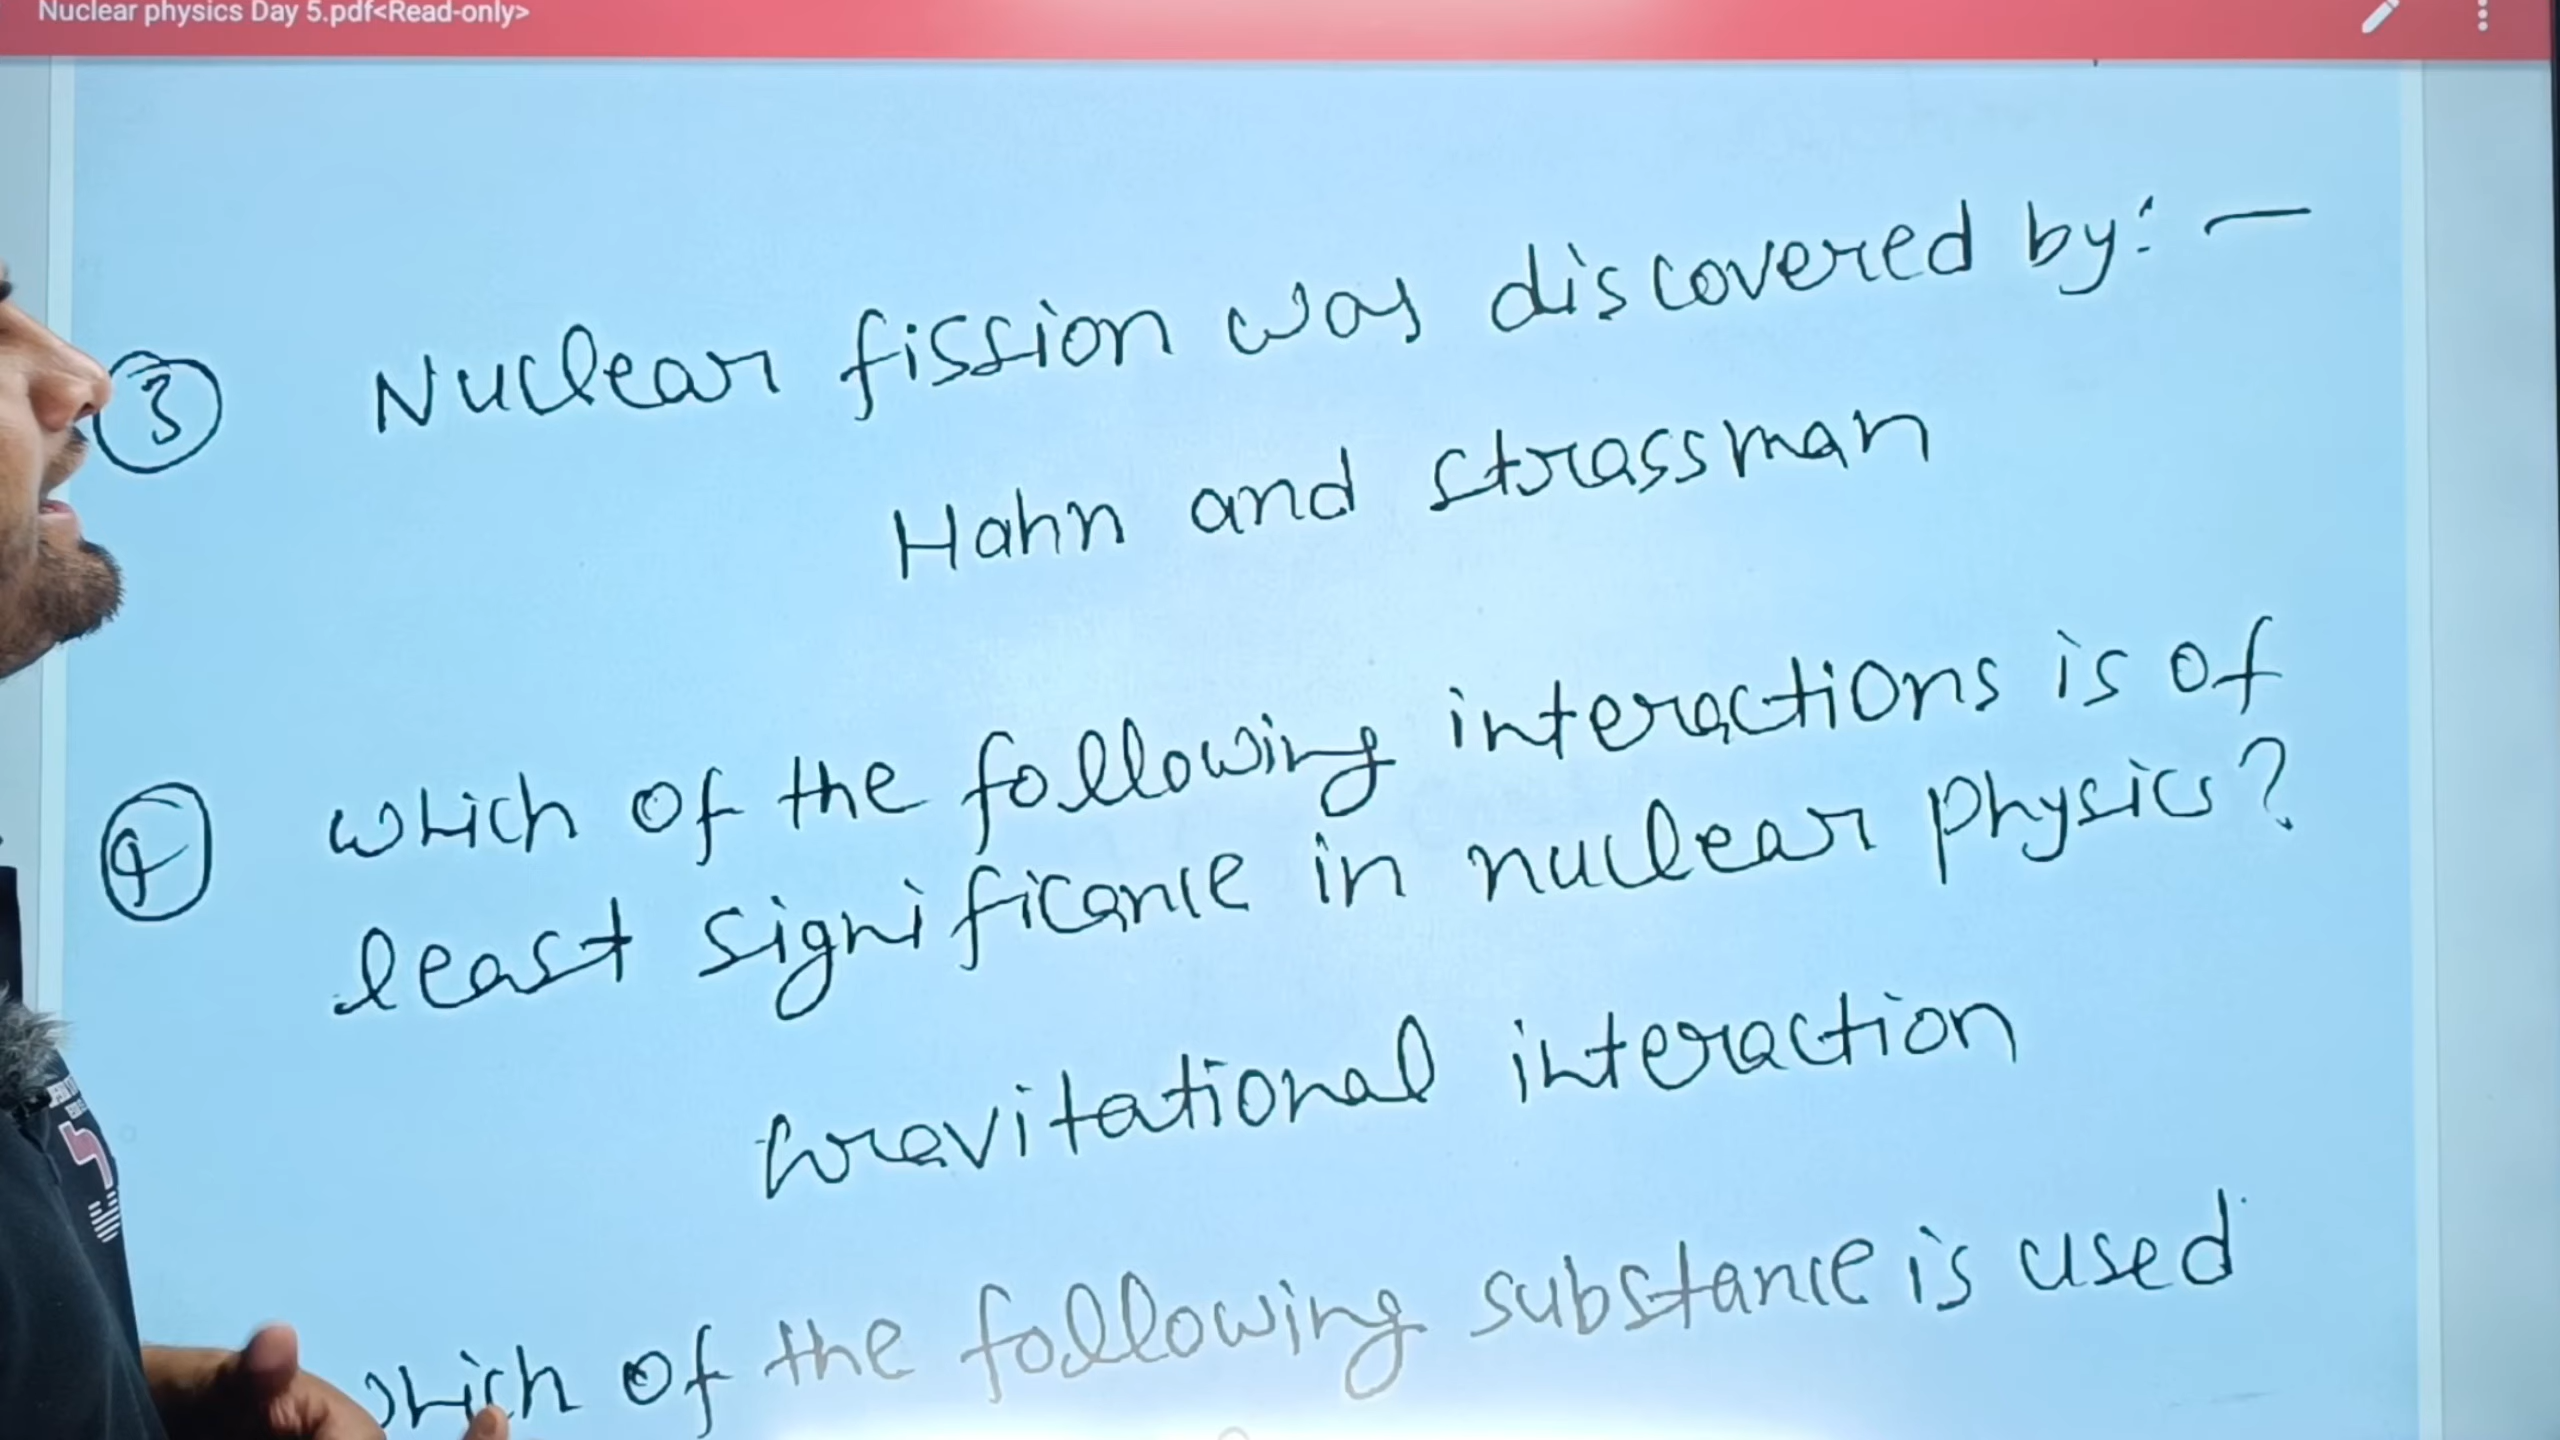 Nuclear physics Day 5.pdf<Read-only>
③ Nuclear fission was discovered by: —
Hahn and strassman
④ which of the following interactions is of
least significance in nuclear physics?
Gravitational interaction
which of the following substance is used